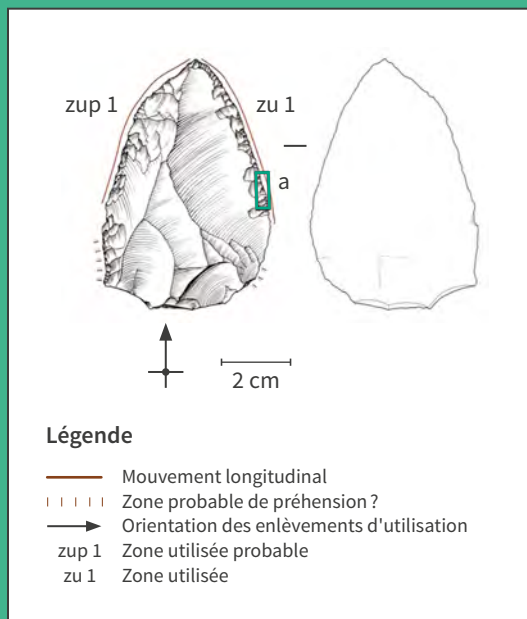 zup 1
zu 1
a
2 cm
Légende
Mouvement longitudinal
Zone probable de préhension ?
Orientation des enlèvements d'utilisation
zup 1 Zone utilisée probable
zu 1 Zone utilisée